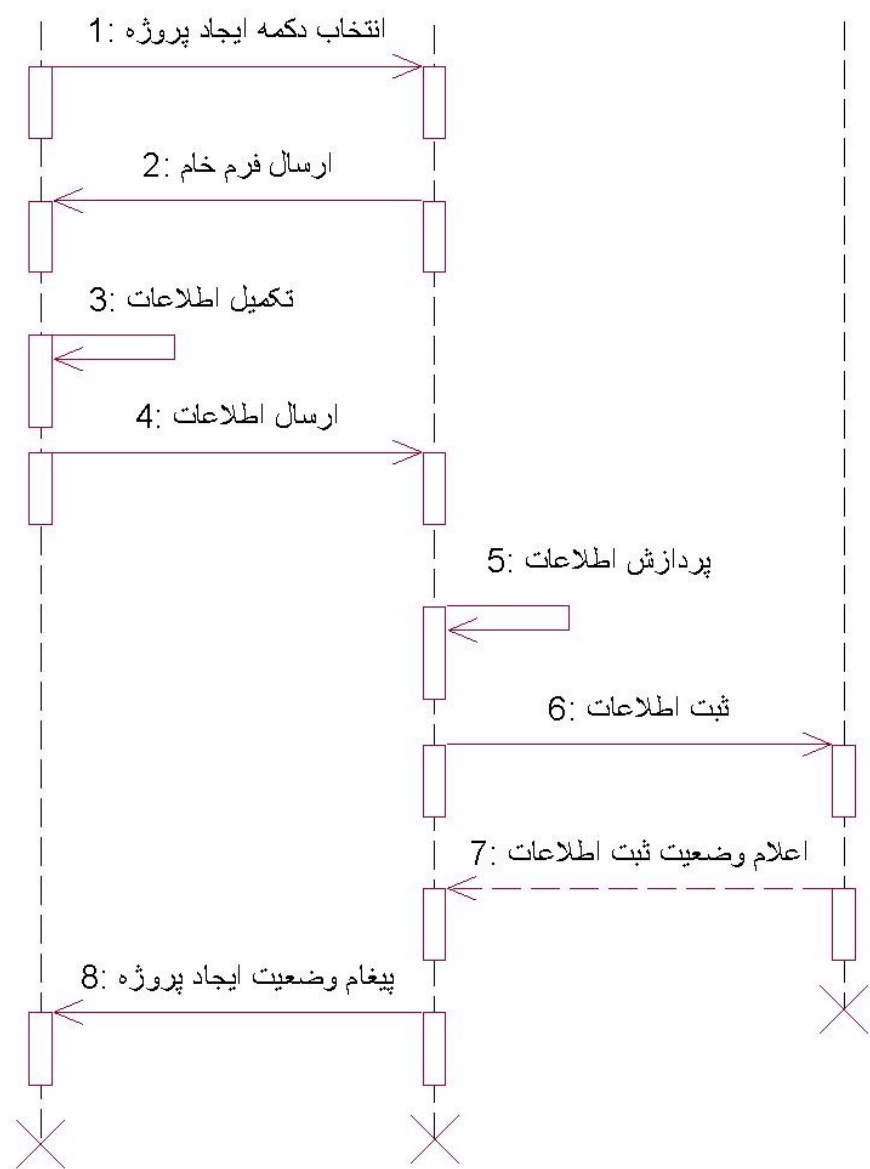 1: انتخاب دکمه ایجاد پروژه
2: ارسال فرم خام
3: تکمیل اطلاعات
4: ارسال اطلاعات
5: پردازش اطلاعات
6: ثبت اطلاعات
7: اعلام وضعیت ثبت اطلاعات
8: پیغام وضعیت ایجاد پروژه